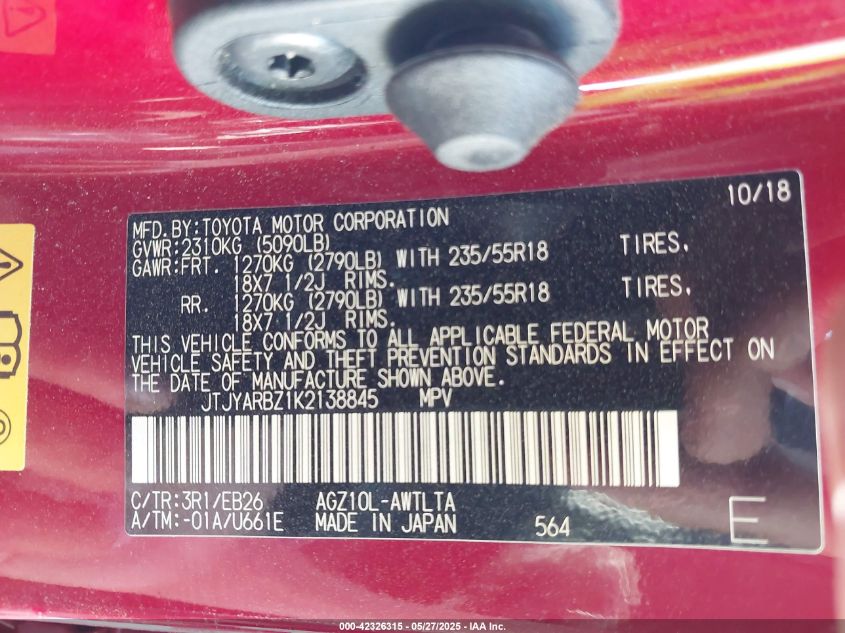 10/18
MFD.BY:TOYOTA MOTOR CORPORATION
GVWR:2310KG (5090LB)
GAWR:FRT. 1270KG (2790LB) WITH 235/55R18 TIRES,
18X7 1/2J RIMS.
RR. 1270KG (2790LB) WITH 235/55R18 TIRES,
18X7 1/2J RIMS.
THIS VEHICLE CONFORMS TO ALL APPLICABLE FEDERAL MOTOR
VEHICLE SAFETY AND THEFT PREVENTION STANDARDS IN EFFECT ON
THE DATE OF MANUFACTURE SHOWN ABOVE.
JTJYARBZ1K2138845 MPV
C/TR:3R1/EB26 AGZ10L-AWTLTA
A/TM:-01A/U661E MADE IN JAPAN 564 E
000-42326315 - 05/27/2025 - IAA Inc.